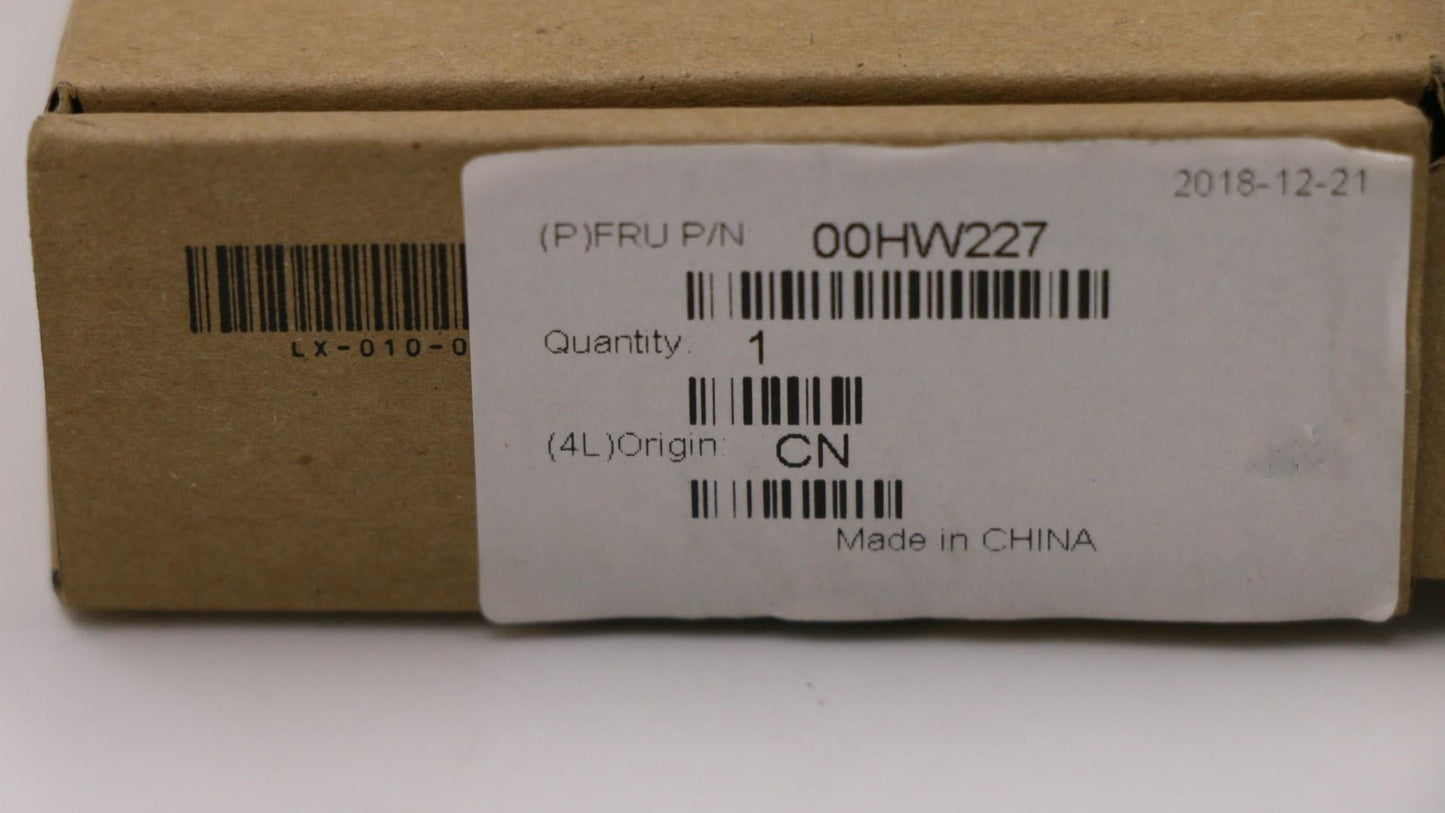 2018-12-21
(P)FRU P/N: 00HW227
LX-010-0
Quantity: 1
(4L)Origin: CN
Made in CHINA